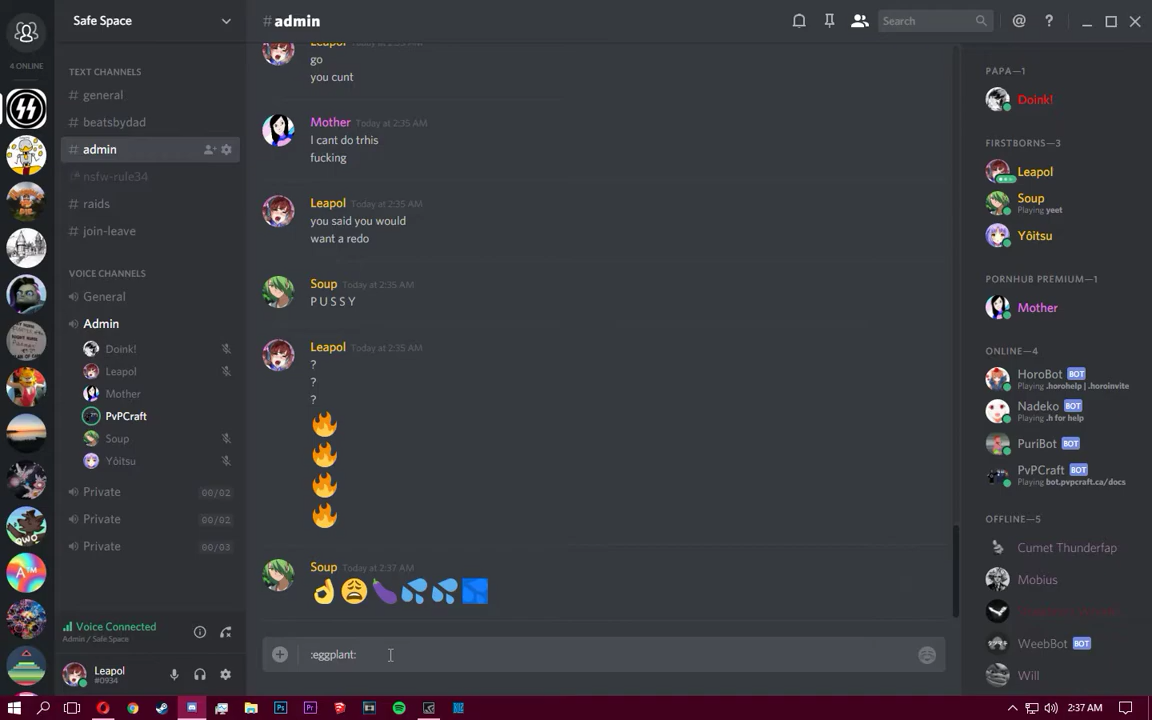 Safe Space
#admin
Search
4 ONLINE
TEXT CHANNELS
# general
# beatsbydad
# admin
nsfw-rule34
# raids
# join-leave
VOICE CHANNELS
General
Admin
Doink!
Leapol
Mother
PvPCraft
Soup
Yôitsu
Private 00/02
Private 00/02
Private 00/03
Voice Connected
Admin / Safe Space
Leapol
#0934
Leapol
go
you cunt
Mother Today at 2:35 AM
I cant do trhis
fucking
Leapol Today at 2:35 AM
you said you would
want a redo
Soup Today at 2:35 AM
P U S S Y
Leapol Today at 2:35 AM
?
?
?
Soup Today at 2:37 AM
:eggplant:
PAPA—1
Doink!
FIRSTBORNS—3
Leapol
Soup
Playing yeet
Yôitsu
PORNHUB PREMIUM—1
Mother
ONLINE—4
HoroBot BOT
Playing .horohelp | .horoinvite
Nadeko BOT
Playing .h for help
PuriBot BOT
PvPCraft BOT
Playing bot.pvpcraft.ca/docs
OFFLINE—5
Cumet Thunderfap
Mobius
WeebBot BOT
Will
2:37 AM